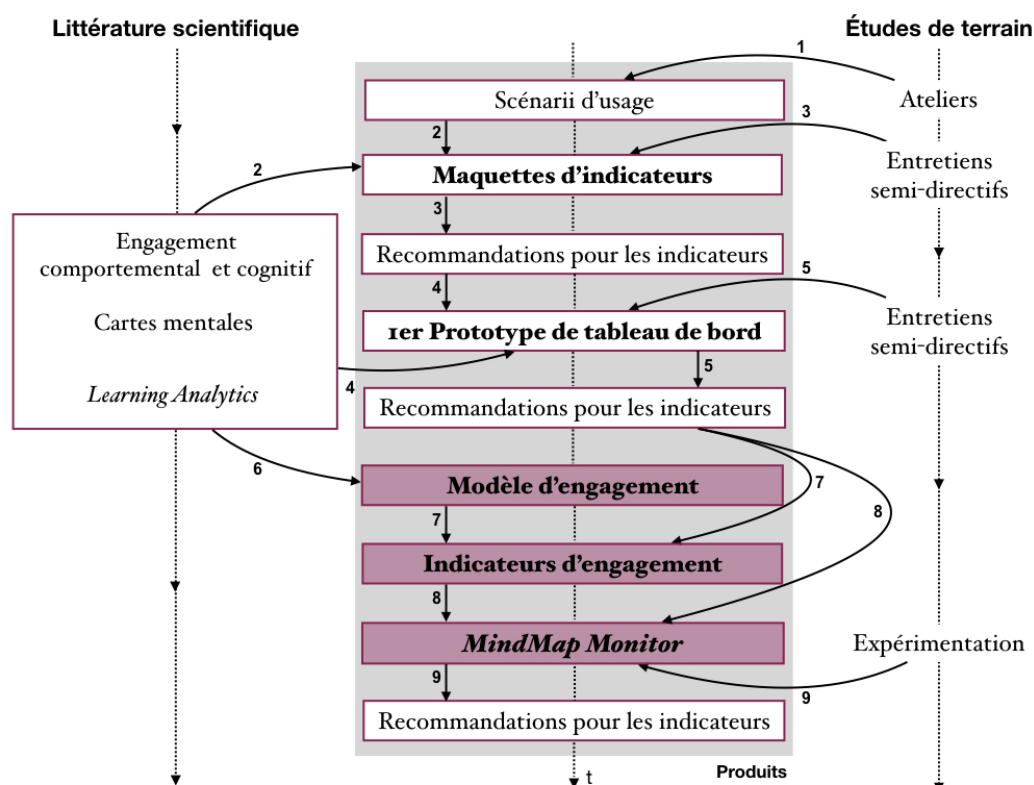 Littérature scientifique
Études de terrain
1
Scénarii d'usage
Ateliers
2
3
2
Maquettes d'indicateurs
Entretiens
semi-directifs
3
Engagement
comportemental et cognitif
Recommandations pour les indicateurs
5
4
Cartes mentales
1er Prototype de tableau de bord
Entretiens
semi-directifs
5
4
Learning Analytics
Recommandations pour les indicateurs
6
Modèle d'engagement
7
7
8
Indicateurs d'engagement
8
MindMap Monitor
Expérimentation
9
9
Recommandations pour les indicateurs
Produits
t